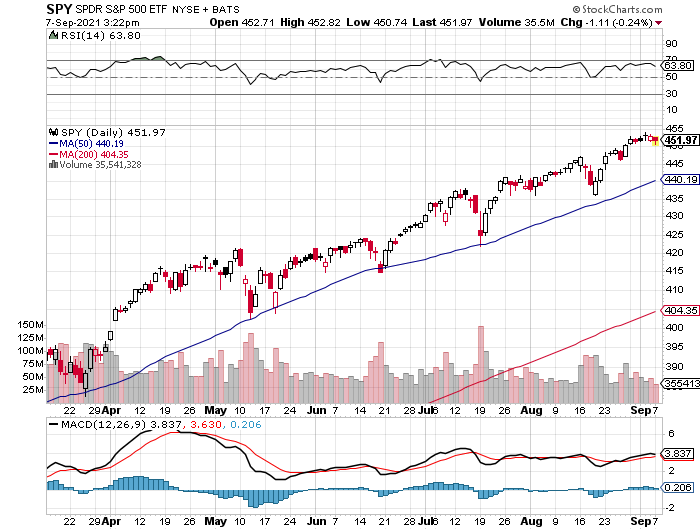 SPY SPDR S&P 500 ETF NYSE + BATS
© StockCharts.com
7-Sep-2021 3:22pm
Open 452.71 High 452.82 Low 450.74 Last 451.97 Volume 35.5M Chg -1.11 (-0.24%)
RSI(14) 63.80
90
70
63.80
50
30
10
SPY (Daily) 451.97
MA(50) 440.19
MA(200) 404.35
Volume 35,541,328
455
451.97
450
445
440.19
435
430
425
420
415
410
404.35
400
395
390
385
355413
150M
125M
100M
75M
50M
25M
22 29 Apr 12 19 26 May 10 17 24 Jun 7 14 21 28 Jul 6 12 19 26 Aug 9 16 23 Sep 7
MACD(12,26,9) 3.837, 3.630, 0.206
6
3.837
2
0.206
22 29 Apr 12 19 26 May 10 17 24 Jun 7 14 21 28 Jul 6 12 19 26 Aug 9 16 23 Sep 7